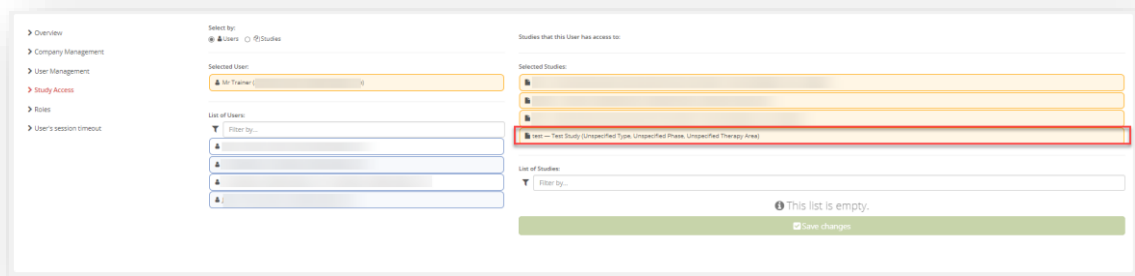 Overview
Company Management
User Management
Study Access
Roles
User's session timeout
Select by:
Users Studies
Selected User:
Mr Trainer ( )
List of Users:
Filter by...
Studies that this User has access to:
Selected Studies:
test — Test Study (Unspecified Type, Unspecified Phase, Unspecified Therapy Area)
List of Studies:
Filter by...
This list is empty.
Save changes